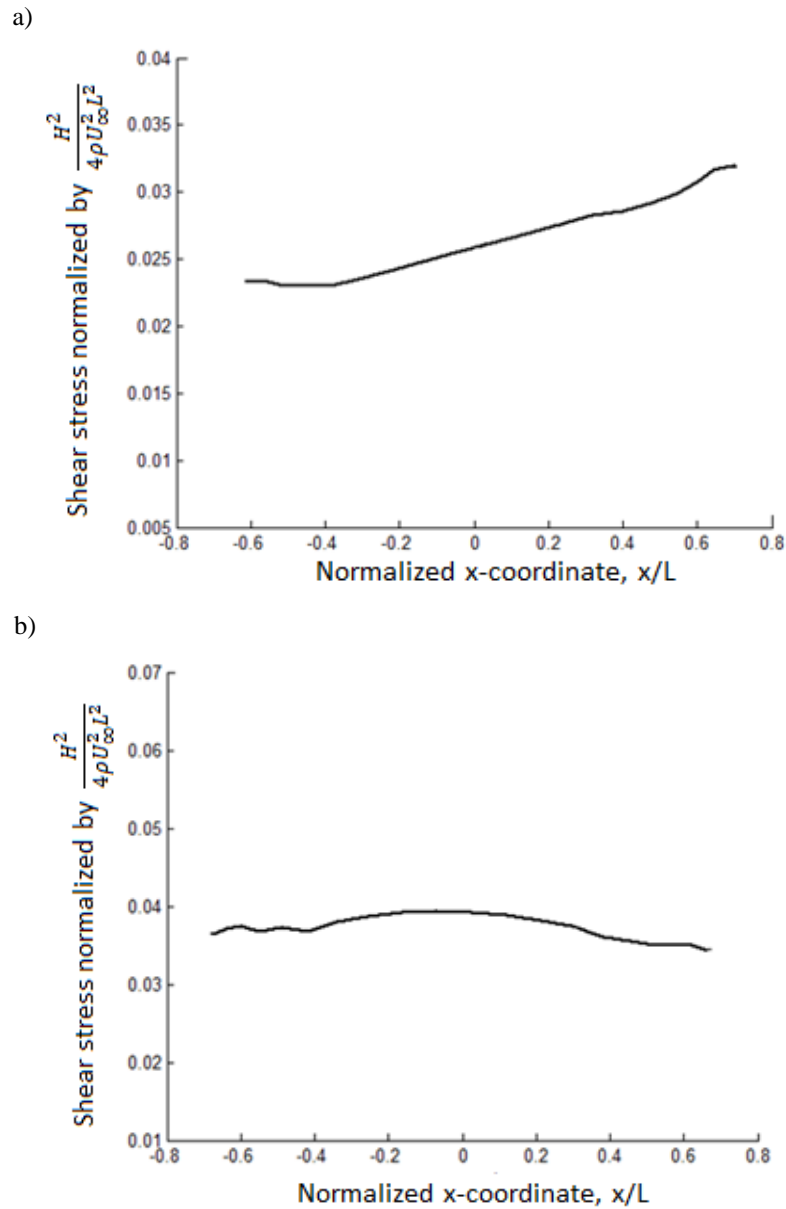 a)
0.04
0.035
0.03
0.025
0.02
0.015
0.01
0.005
-0.8 -0.6 -0.4 -0.2 0 0.2 0.4 0.6 0.8
Shear stress normalized by H² / 4ρU∞²L²
Normalized x-coordinate, x/L
b)
0.07
0.06
0.05
0.04
0.03
0.02
0.01
-0.8 -0.6 -0.4 -0.2 0 0.2 0.4 0.6 0.8
Shear stress normalized by H² / 4ρU∞²L²
Normalized x-coordinate, x/L